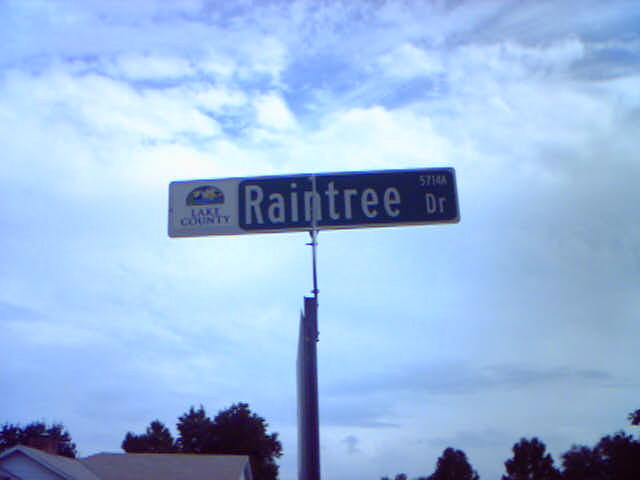 LAKE
COUNTY
Raintree Dr
5714A